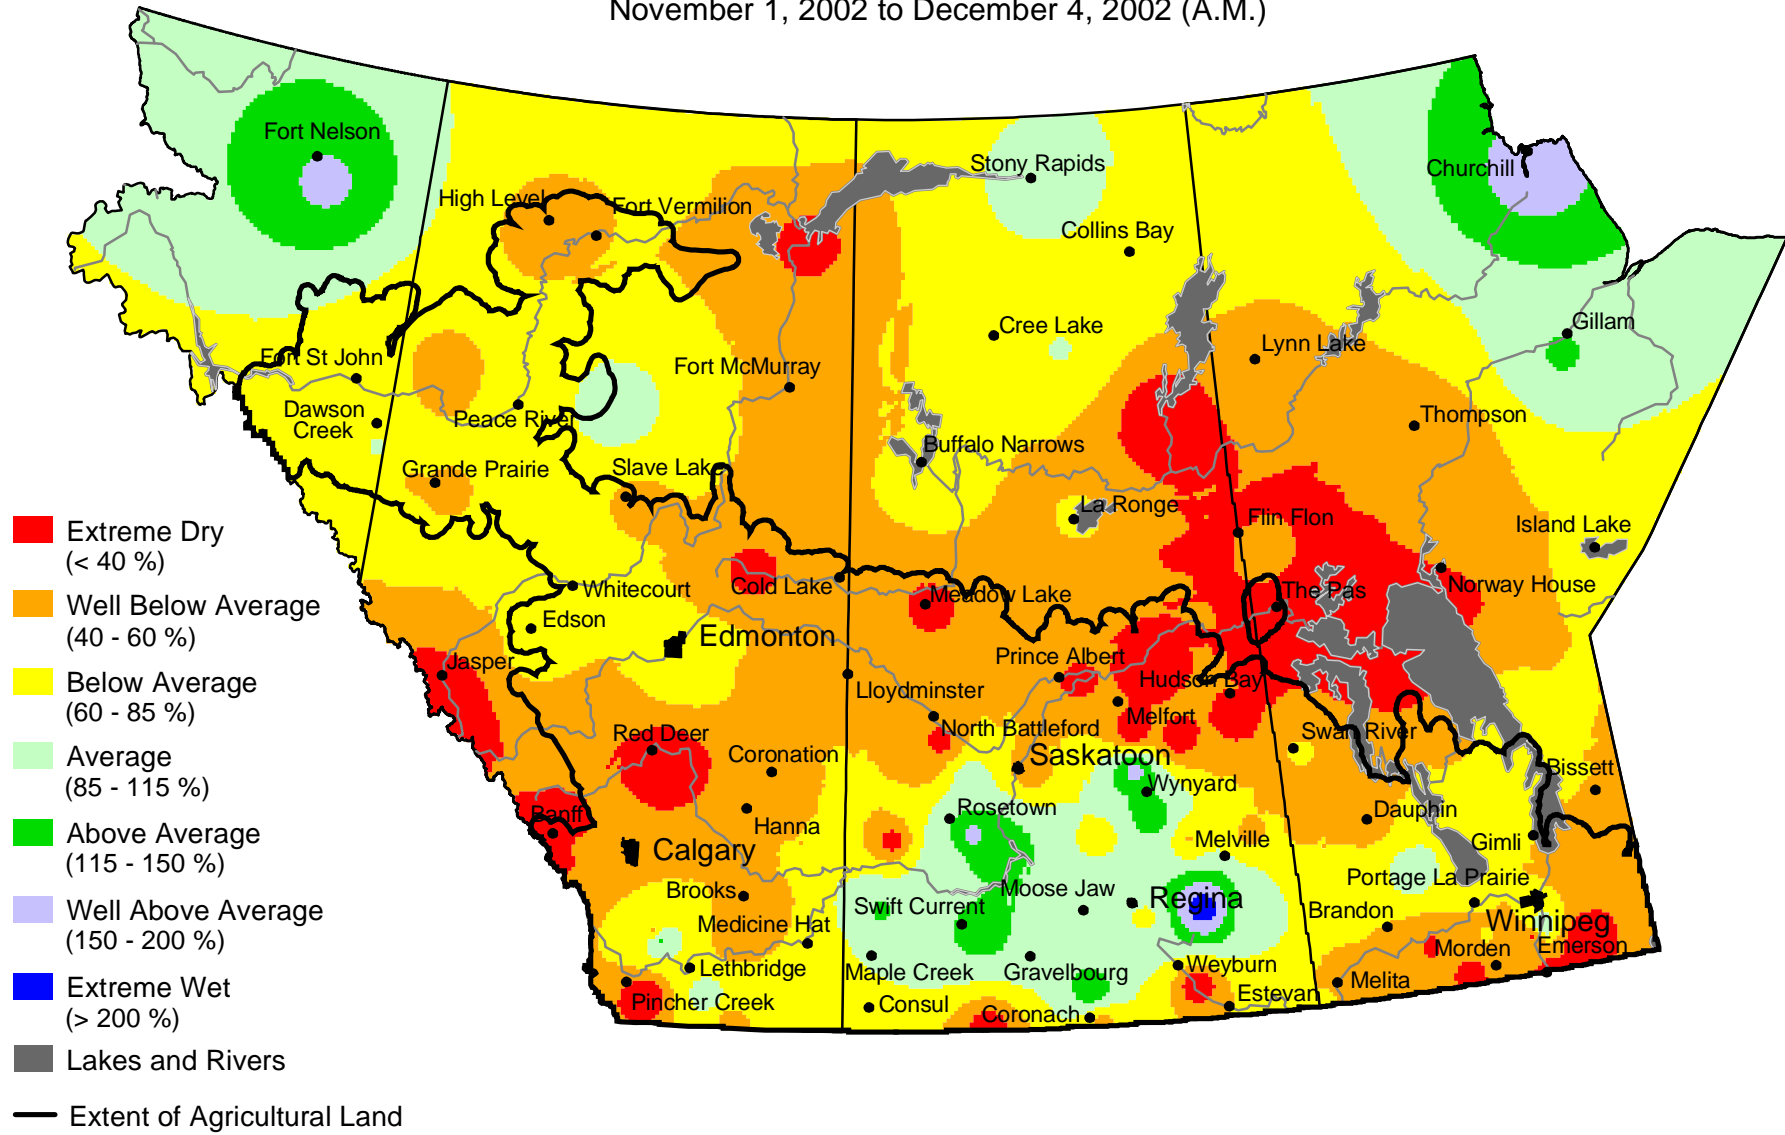 November 1, 2002 to December 4, 2002 (A.M.)
Fort Nelson
Stony Rapids
Churchill
High Level
Fort Vermilion
Collins Bay
Cree Lake
Gillam
Lynn Lake
Fort St John
Fort McMurray
Dawson
Creek
Peace River
Thompson
Buffalo Narrows
Grande Prairie
Slave Lake
La Ronge
Flin Flon
Island Lake
Whitecourt
Cold Lake
Meadow Lake
The Pas
Norway House
Edson
Edmonton
Jasper
Prince Albert
Hudson Bay
Lloydminster
Melfort
North Battleford
Red Deer
Swan River
Coronation
Saskatoon
Bissett
Wynyard
Rosetown
Dauphin
Banff
Hanna
Melville
Gimli
Calgary
Brooks
Moose Jaw
Regina
Portage La Prairie
Swift Current
Brandon
Winnipeg
Medicine Hat
Morden
Emerson
Lethbridge
Maple Creek
Gravelbourg
Weyburn
Melita
Pincher Creek
Consul
Coronach
Estevan
Extreme Dry
(< 40 %)
Well Below Average
(40 - 60 %)
Below Average
(60 - 85 %)
Average
(85 - 115 %)
Above Average
(115 - 150 %)
Well Above Average
(150 - 200 %)
Extreme Wet
(> 200 %)
Lakes and Rivers
Extent of Agricultural Land